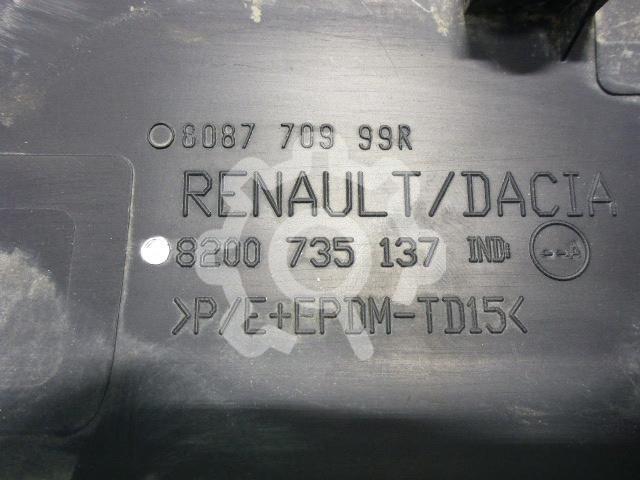 8087 709 99R
RENAULT/DACIA
8200 735 137 IND:
>P/E+EPDM-TD15<